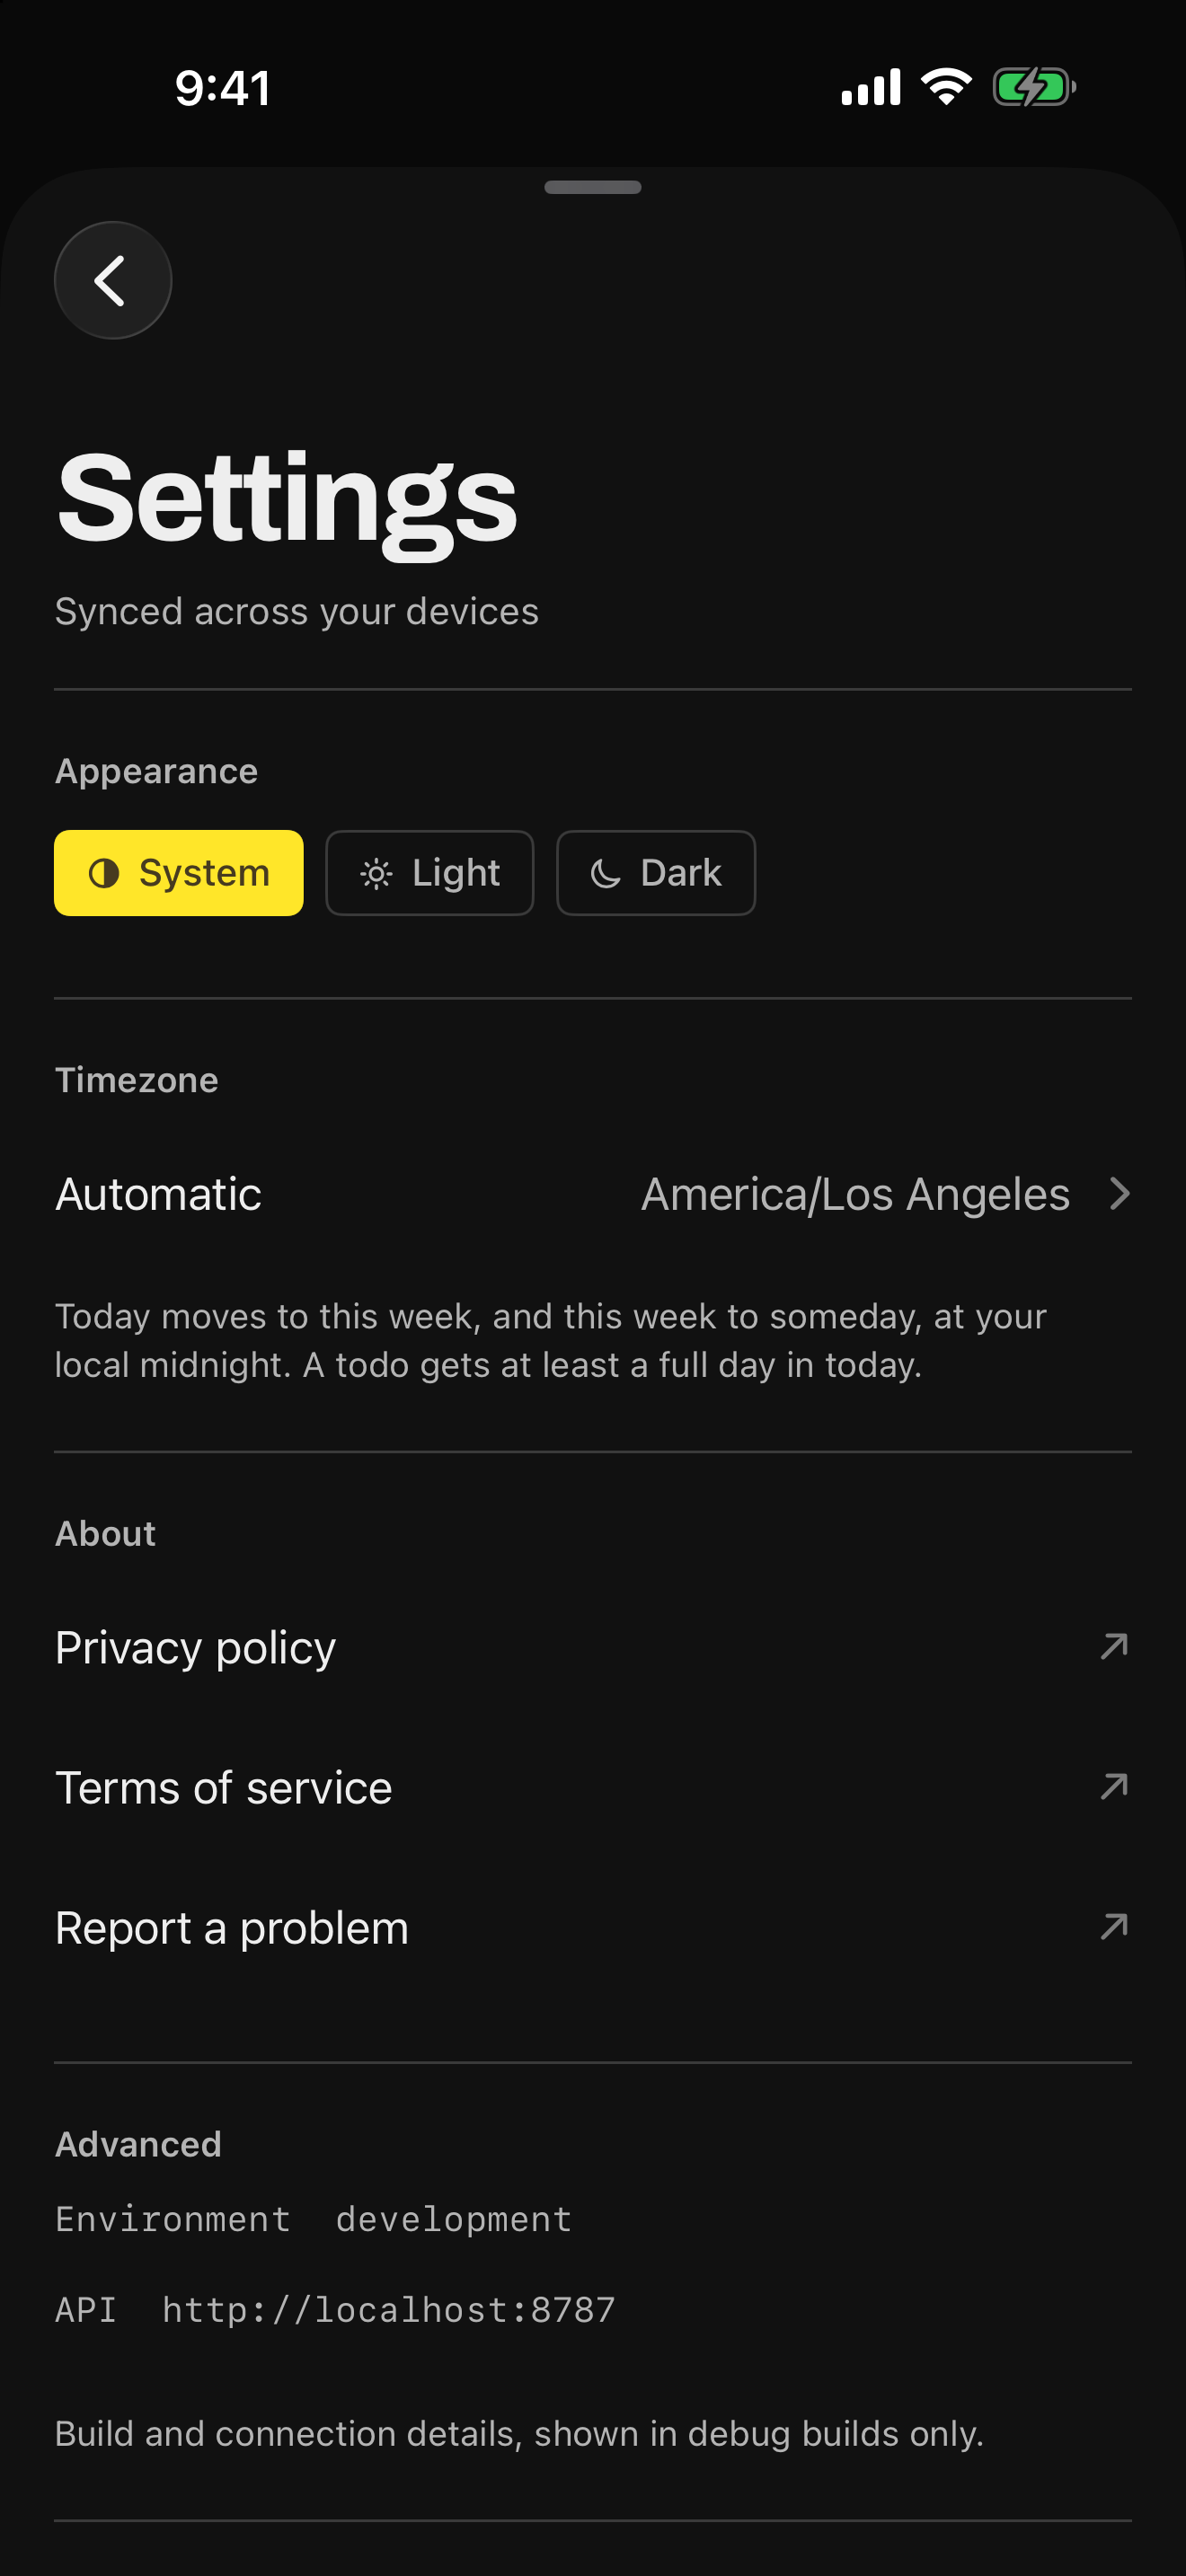 9:41
Settings
Synced across your devices
Appearance
System Light Dark
Timezone
Automatic America/Los Angeles
Today moves to this week, and this week to someday, at your
local midnight. A todo gets at least a full day in today.
About
Privacy policy
Terms of service
Report a problem
Advanced
Environment development
API http://localhost:8787
Build and connection details, shown in debug builds only.